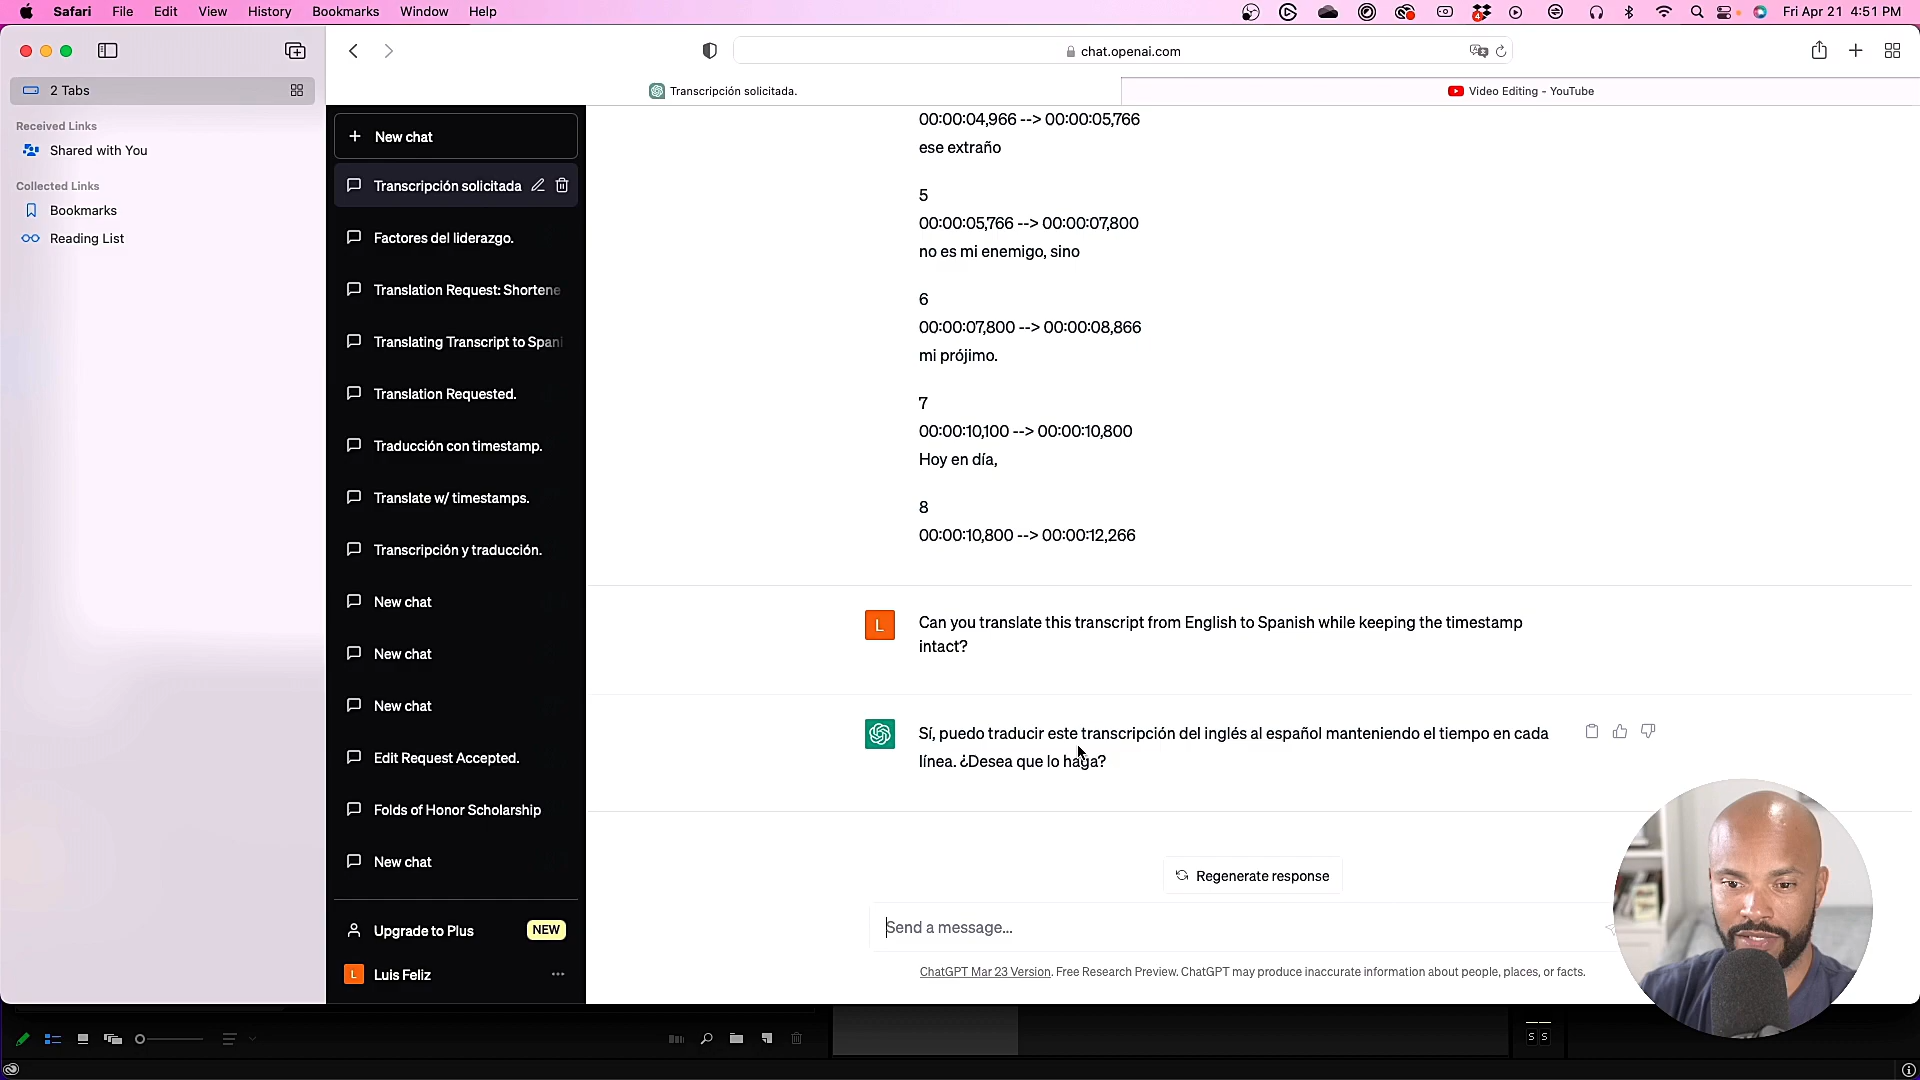 Safari File Edit View History Bookmarks Window Help
4
Fri Apr 21 4:51 PM
chat.openai.com
2 Tabs
Transcripción solicitada.
Video Editing - YouTube
Received Links
Shared with You
Collected Links
Bookmarks
Reading List
New chat
Transcripción solicitada
Factores del liderazgo.
Translation Request: Shortene
Translating Transcript to Spani
Translation Requested.
Traducción con timestamp.
Translate w/ timestamps.
Transcripción y traducción.
New chat
New chat
New chat
Edit Request Accepted.
Folds of Honor Scholarship
New chat
Upgrade to Plus NEW
L Luis Feliz
00:00:04,966 --> 00:00:05,766
ese extraño
5
00:00:05,766 --> 00:00:07,800
no es mi enemigo, sino
6
00:00:07,800 --> 00:00:08,866
mi prójimo.
7
00:00:10,100 --> 00:00:10,800
Hoy en día,
8
00:00:10,800 --> 00:00:12,266
L
Can you translate this transcript from English to Spanish while keeping the timestamp
intact?
Sí, puedo traducir este transcripción del inglés al español manteniendo el tiempo en cada
línea. ¿Desea que lo haga?
Regenerate response
Send a message...
ChatGPT Mar 23 Version. Free Research Preview. ChatGPT may produce inaccurate information about people, places, or facts.
S S